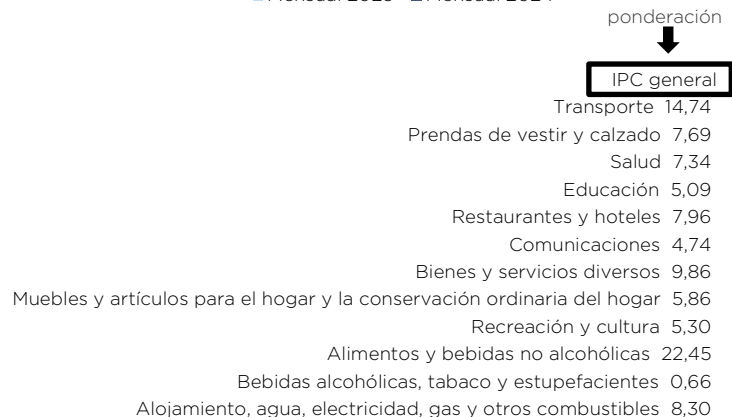 ponderación
IPC general
Transporte 14,74
Prendas de vestir y calzado 7,69
Salud 7,34
Educación 5,09
Restaurantes y hoteles 7,96
Comunicaciones 4,74
Bienes y servicios diversos 9,86
Muebles y artículos para el hogar y la conservación ordinaria del hogar 5,86
Recreación y cultura 5,30
Alimentos y bebidas no alcohólicas 22,45
Bebidas alcohólicas, tabaco y estupefacientes 0,66
Alojamiento, agua, electricidad, gas y otros combustibles 8,30